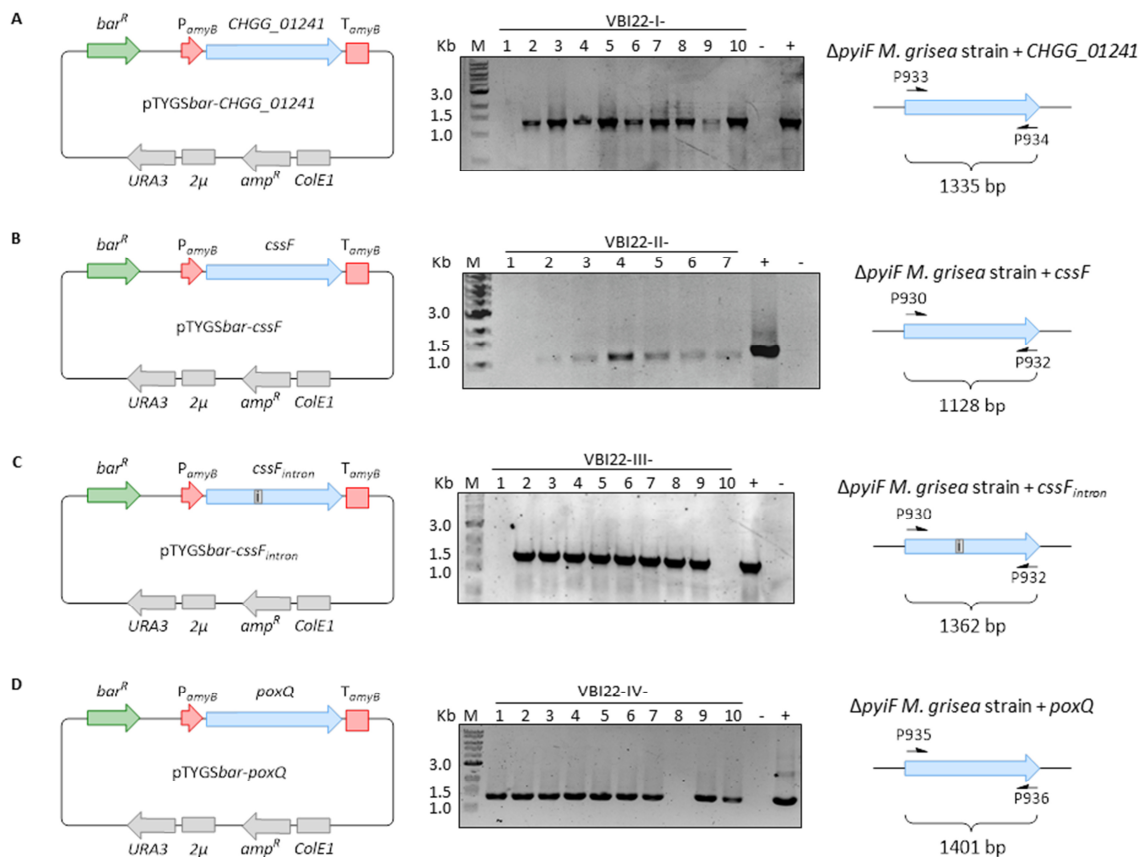 A
bar^R P_amyB CHGG_01241 T_amyB
pTYGSbar-CHGG_01241
URA3 2μ amp^R ColE1
VBI22-I-
Kb M 1 2 3 4 5 6 7 8 9 10 - +
3.0
1.5
1.0
ΔpyiF M. grisea strain + CHGG_01241
P933
P934
1335 bp
B
bar^R P_amyB cssF T_amyB
pTYGSbar-cssF
URA3 2μ amp^R ColE1
VBI22-II-
Kb M 1 2 3 4 5 6 7 + -
3.0
1.5
1.0
ΔpyiF M. grisea strain + cssF
P930
P932
1128 bp
C
bar^R P_amyB cssF_intron T_amyB
i
pTYGSbar-cssF_intron
URA3 2μ amp^R ColE1
VBI22-III-
Kb M 1 2 3 4 5 6 7 8 9 10 + -
3.0
1.5
1.0
ΔpyiF M. grisea strain + cssF_intron
P930
i
P932
1362 bp
D
bar^R P_amyB poxQ T_amyB
pTYGSbar-poxQ
URA3 2μ amp^R ColE1
VBI22-IV-
Kb M 1 2 3 4 5 6 7 8 9 10 - +
3.0
1.5
1.0
ΔpyiF M. grisea strain + poxQ
P935
P936
1401 bp